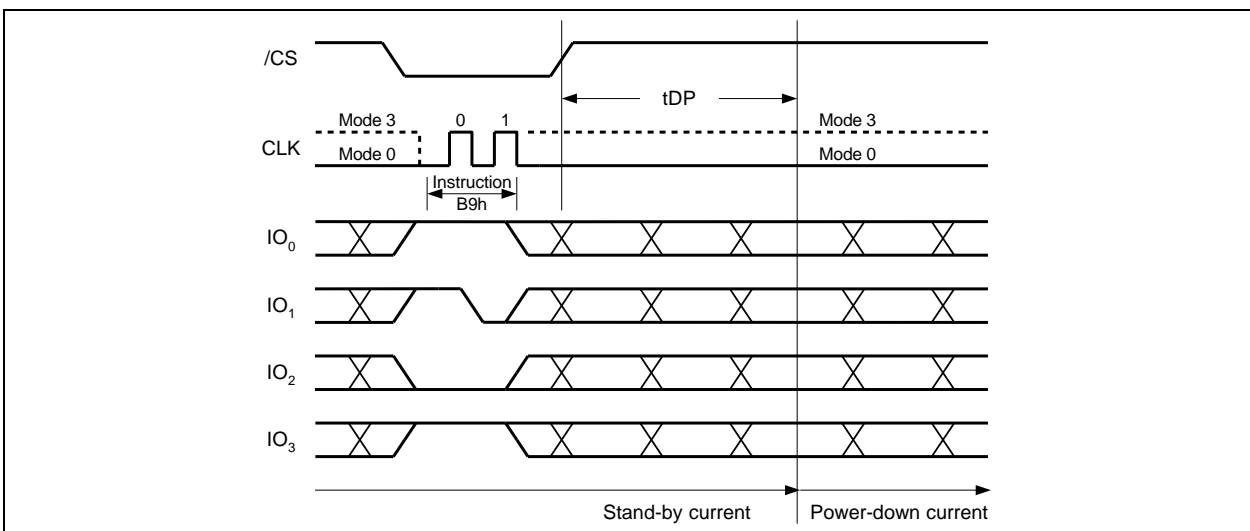 /CS
tDP
Mode 3 0 1 Mode 3
CLK
Mode 0 Mode 0
Instruction
B9h
IO0
IO1
IO2
IO3
Stand-by current Power-down current